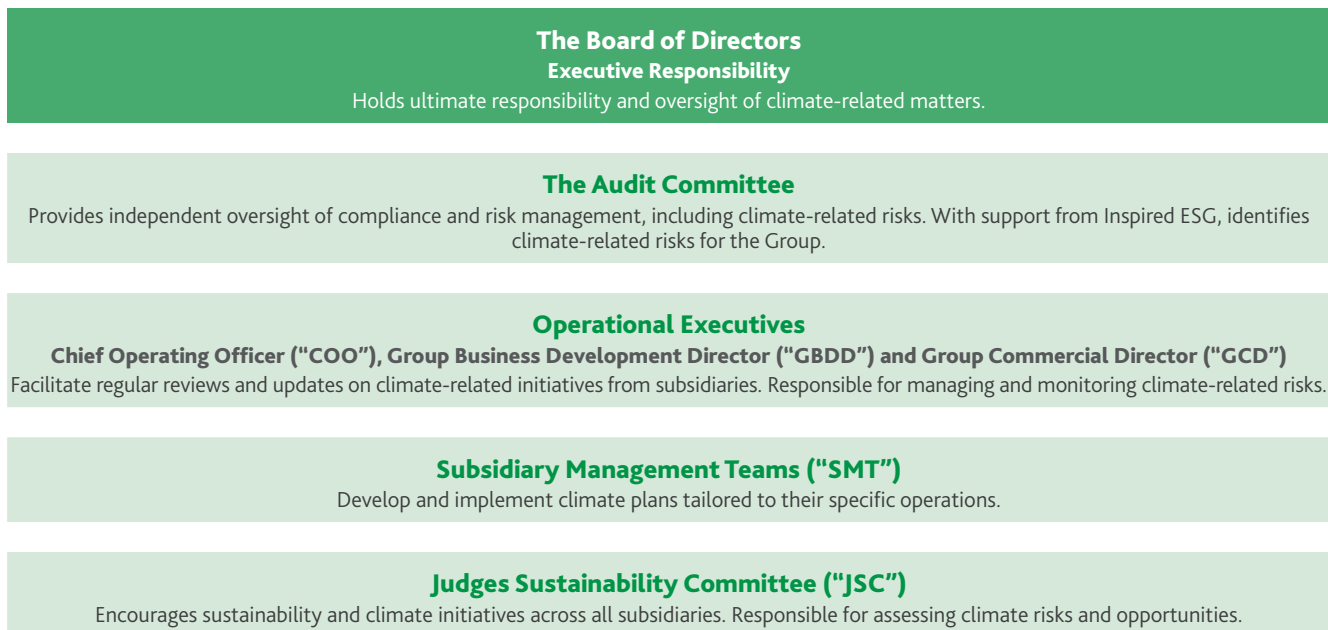 The Board of Directors
Executive Responsibility
Holds ultimate responsibility and oversight of climate-related matters.
The Audit Committee
Provides independent oversight of compliance and risk management, including climate-related risks. With support from Inspired ESG, identifies
climate-related risks for the Group.
Operational Executives
Chief Operating Officer (“COO”), Group Business Development Director (“GBDD”) and Group Commercial Director (“GCD”)
Facilitate regular reviews and updates on climate-related initiatives from subsidiaries. Responsible for managing and monitoring climate-related risks.
Subsidiary Management Teams (“SMT”)
Develop and implement climate plans tailored to their specific operations.
Judges Sustainability Committee (“JSC”)
Encourages sustainability and climate initiatives across all subsidiaries. Responsible for assessing climate risks and opportunities.